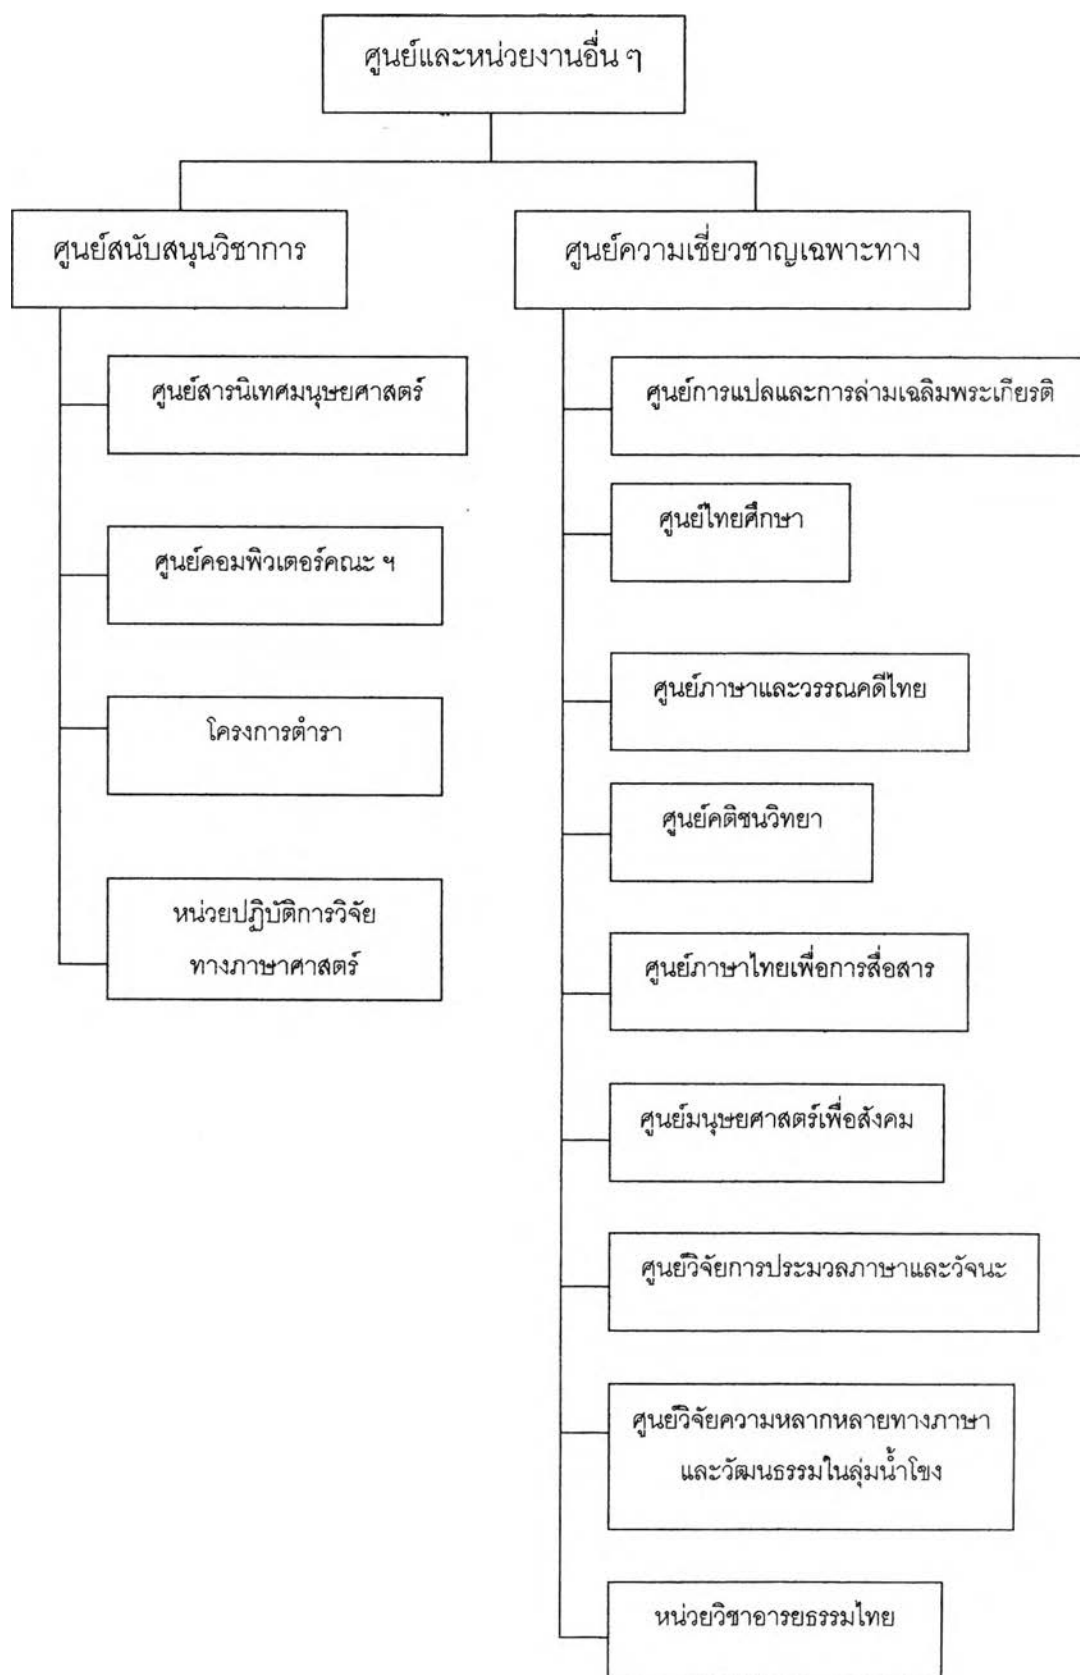 ศูนย์และหน่วยงานอื่น ๆ
ศูนย์สนับสนุนวิชาการ
ศูนย์สารนิเทศมนุษยศาสตร์
ศูนย์คอมพิวเตอร์คณะ ฯ
โครงการตำรา
หน่วยปฏิบัติการวิจัย
ทางภาษาศาสตร์
ศูนย์ความเชี่ยวชาญเฉพาะทาง
ศูนย์การแปลและการล่ามเฉลิมพระเกียรติ
ศูนย์ไทยศึกษา
ศูนย์ภาษาและวรรณคดีไทย
ศูนย์คติชนวิทยา
ศูนย์ภาษาไทยเพื่อการสื่อสาร
ศูนย์มนุษยศาสตร์เพื่อสังคม
ศูนย์วิจัยการประมวลภาษาและวัจนะ
ศูนย์วิจัยความหลากหลายทางภาษา
และวัฒนธรรมในลุ่มน้ำโขง
หน่วยวิชาอารยธรรมไทย